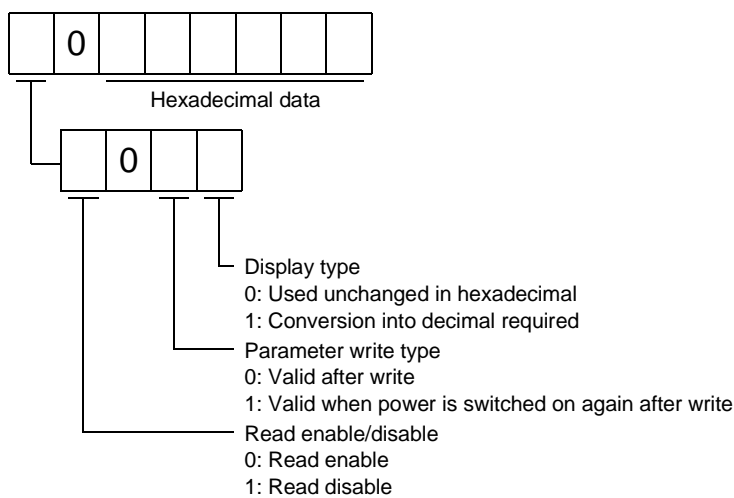 0
Hexadecimal data
0
Display type
0: Used unchanged in hexadecimal
1: Conversion into decimal required
Parameter write type
0: Valid after write
1: Valid when power is switched on again after write
Read enable/disable
0: Read enable
1: Read disable